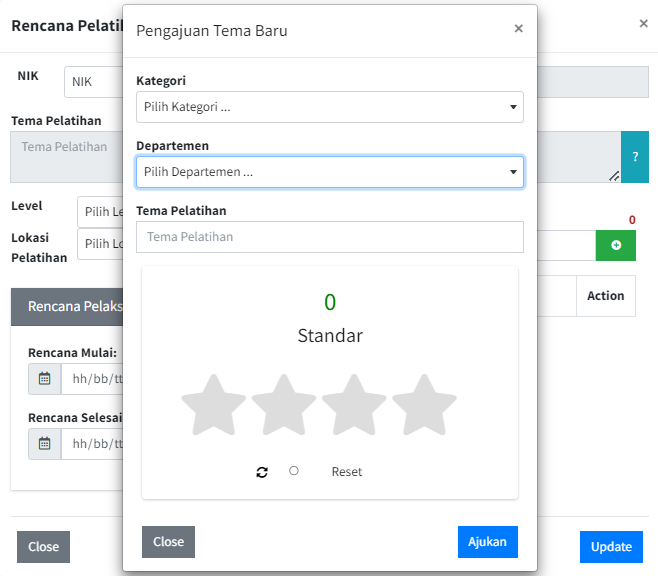 Rencana Pelati
×
NIK
NIK
Tema Pelatihan
Tema Pelatihan
?
Level
Pilih Le
0
Lokasi
Pelatihan
Pilih Lo
Action
Rencana Pelaks
Rencana Mulai:
hh/bb/tt
Rencana Selesai
hh/bb/tt
Close
Update
Pengajuan Tema Baru
×
Kategori
Pilih Kategori ...
Departemen
Pilih Departemen ...
Tema Pelatihan
Tema Pelatihan
0
Standar
Reset
Close
Ajukan